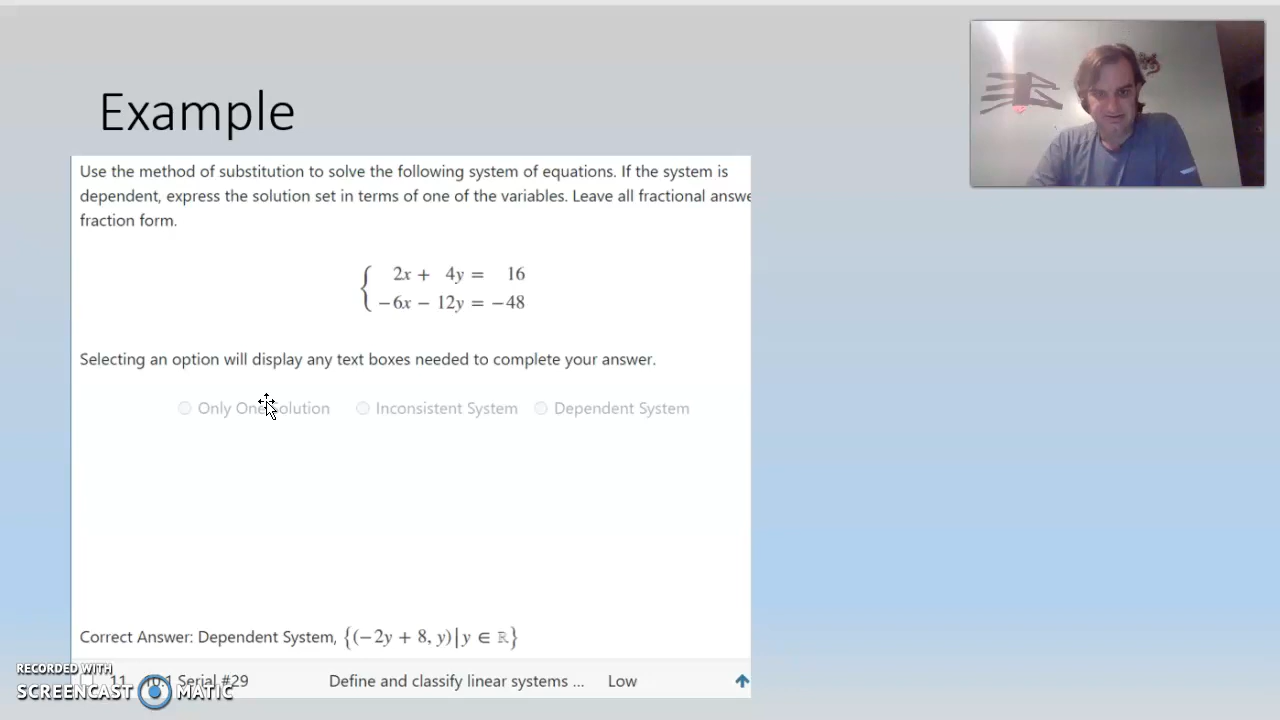 Example
Use the method of substitution to solve the following system of equations. If the system is
dependent, express the solution set in terms of one of the variables. Leave all fractional answe
fraction form.
2x + 4y = 16
−6x − 12y = −48
Selecting an option will display any text boxes needed to complete your answer.
Only One Solution Inconsistent System Dependent System
Correct Answer: Dependent System, {(−2y + 8, y)|y ∈ ℝ}
11 10.1 Serial #29 Define and classify linear systems ... Low
RECORDED WITH
SCREENCAST MATIC